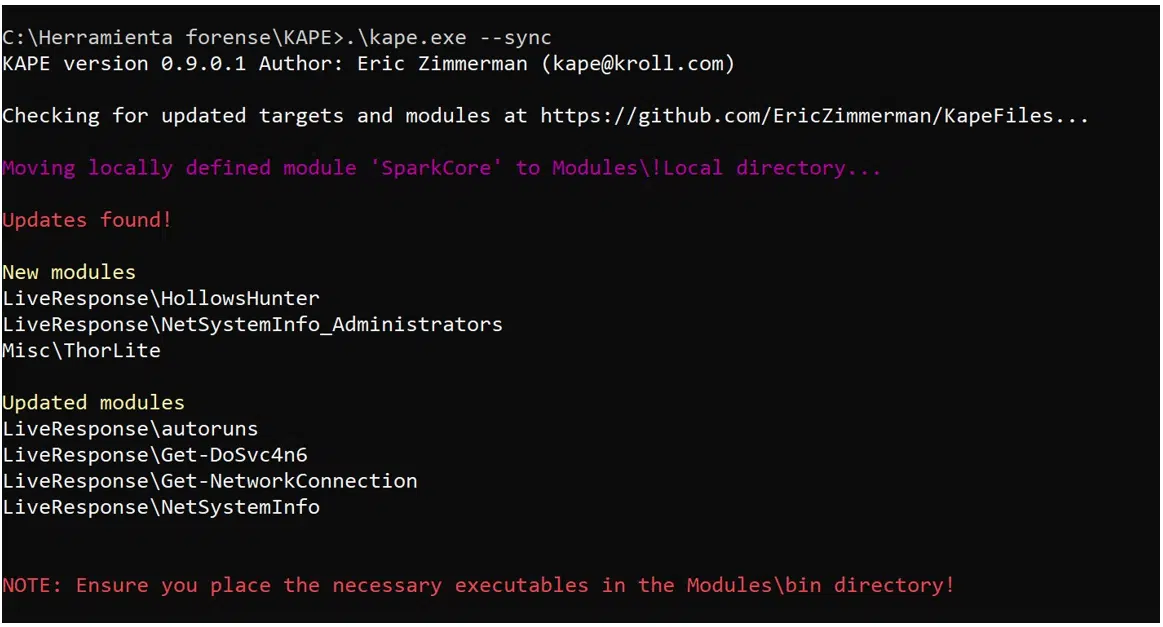 C:\Herramienta forense\KAPE>.\kape.exe --sync
KAPE version 0.9.0.1 Author: Eric Zimmerman (kape@kroll.com)
Checking for updated targets and modules at https://github.com/EricZimmerman/KapeFiles...
Moving locally defined module 'SparkCore' to Modules\!Local directory...
Updates found!
New modules
LiveResponse\HollowsHunter
LiveResponse\NetSystemInfo_Administrators
Misc\ThorLite
Updated modules
LiveResponse\autoruns
LiveResponse\Get-DoSvc4n6
LiveResponse\Get-NetworkConnection
LiveResponse\NetSystemInfo
NOTE: Ensure you place the necessary executables in the Modules\bin directory!